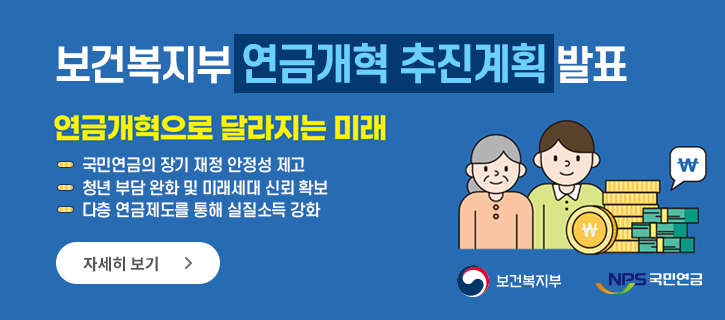 보건복지부 연금개혁 추진계획 발표
연금개혁으로 달라지는 미래
국민연금의 장기 재정 안정성 제고
청년 부담 완화 및 미래세대 신뢰 확보
다층 연금제도를 통해 실질소득 강화
₩
₩
자세히 보기 >
보건복지부
NPS 국민연금